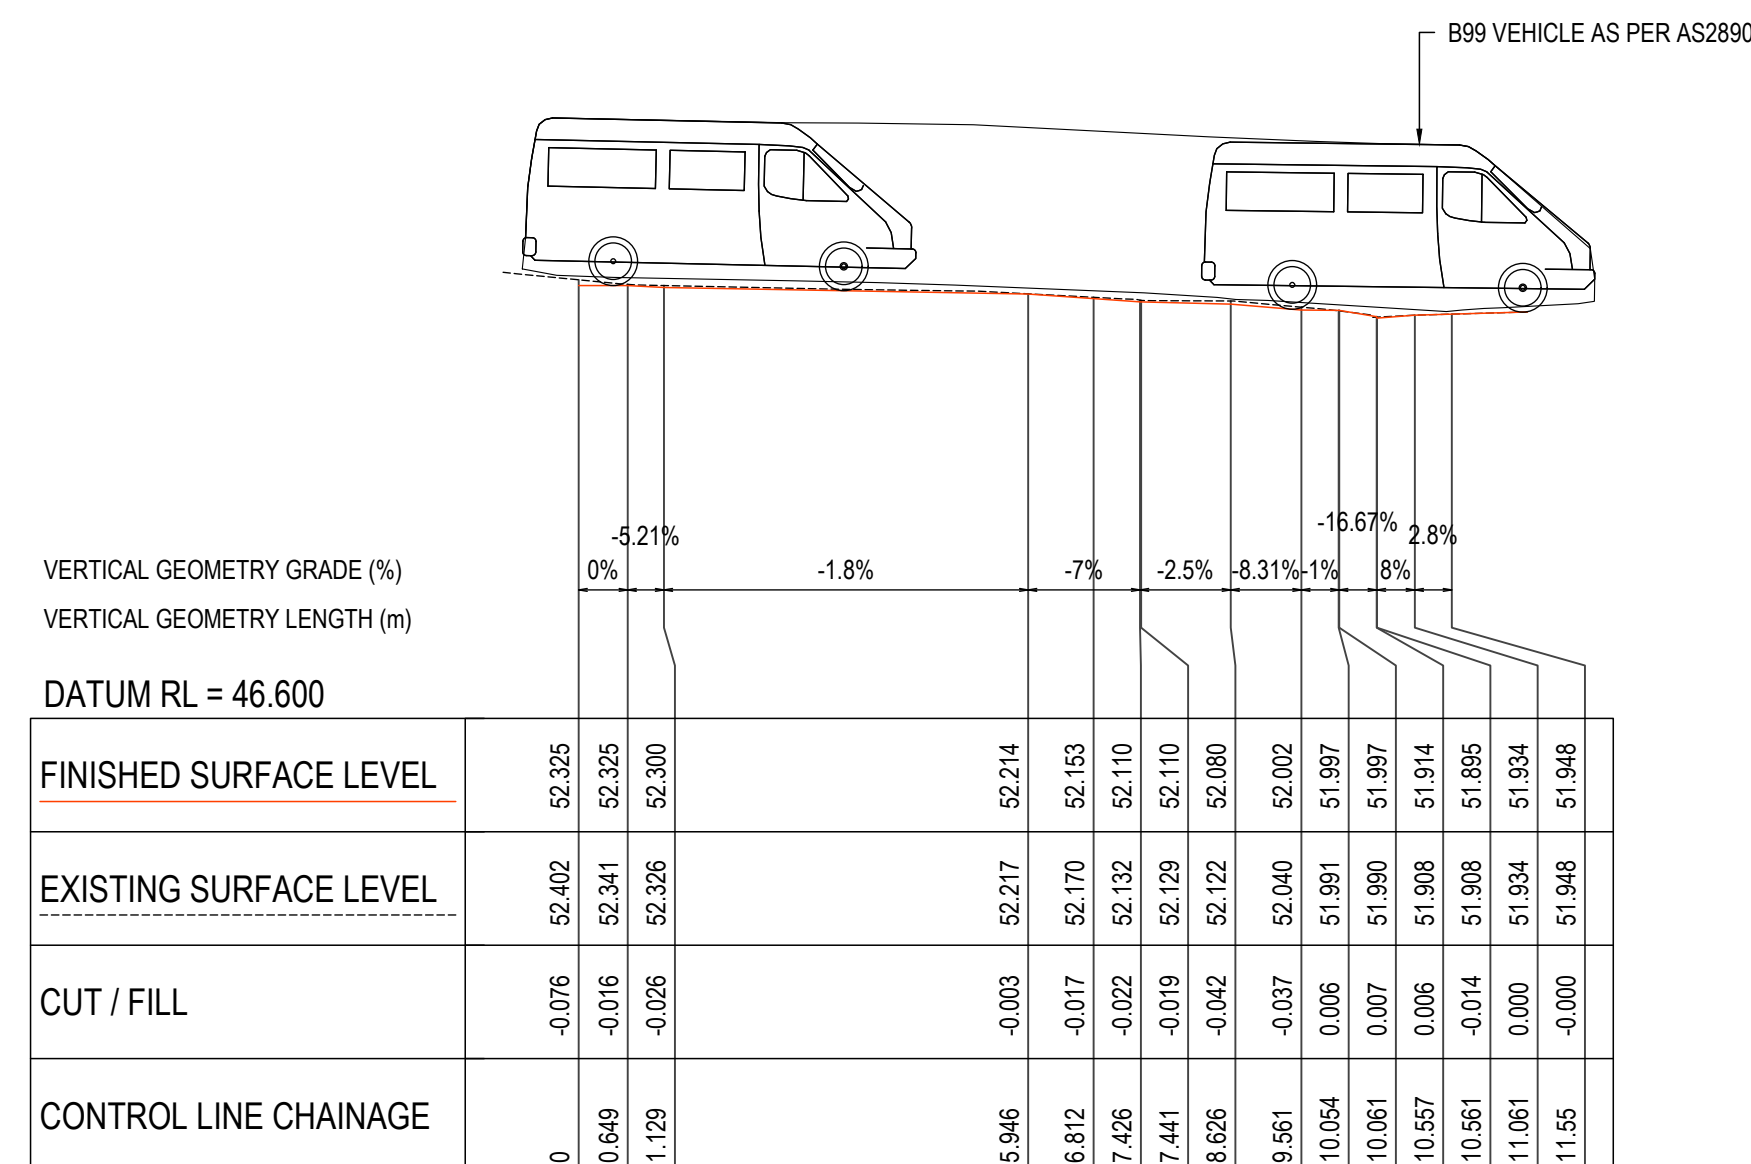 B99 VEHICLE AS PER AS2890
-16.67%
-5.21%
2.8%
VERTICAL GEOMETRY GRADE (%)
0%
-1.8%
-7%
-2.5%
-8.31%
-1%
8%
VERTICAL GEOMETRY LENGTH (m)
DATUM RL = 46.600
FINISHED SURFACE LEVEL 52.325 52.325 52.300 52.214 52.153 52.110 52.110 52.080 52.002 51.997 51.997 51.914 51.895 51.934 51.948
EXISTING SURFACE LEVEL 52.402 52.341 52.326 52.217 52.170 52.132 52.129 52.122 52.040 51.991 51.990 51.908 51.908 51.934 51.948
CUT / FILL -0.076 -0.016 -0.026 -0.003 -0.017 -0.022 -0.019 -0.042 -0.037 0.006 0.007 0.006 -0.014 0.000 -0.000
CONTROL LINE CHAINAGE 0 0.649 1.129 5.946 6.812 7.426 7.441 8.626 9.561 10.054 10.061 10.557 10.561 11.061 11.55